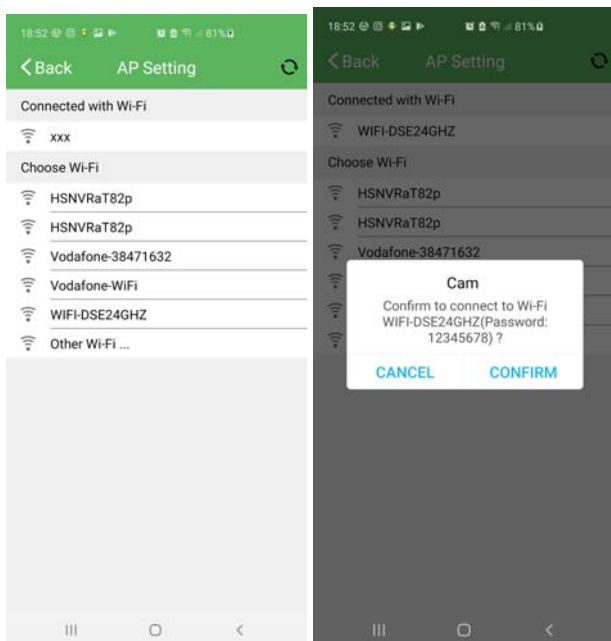 18:52 81%
Back AP Setting
Connected with Wi-Fi
xxx
Choose Wi-Fi
HSNVRaT82p
HSNVRaT82p
Vodafone-38471632
Vodafone-WiFi
WIFI-DSE24GHZ
Other Wi-Fi ...
18:52 81%
Back AP Setting
Connected with Wi-Fi
WIFI-DSE24GHZ
Choose Wi-Fi
HSNVRaT82p
HSNVRaT82p
Vodafone-38471632
Cam
Confirm to connect to Wi-Fi
WIFI-DSE24GHZ(Password:
12345678) ?
CANCEL CONFIRM